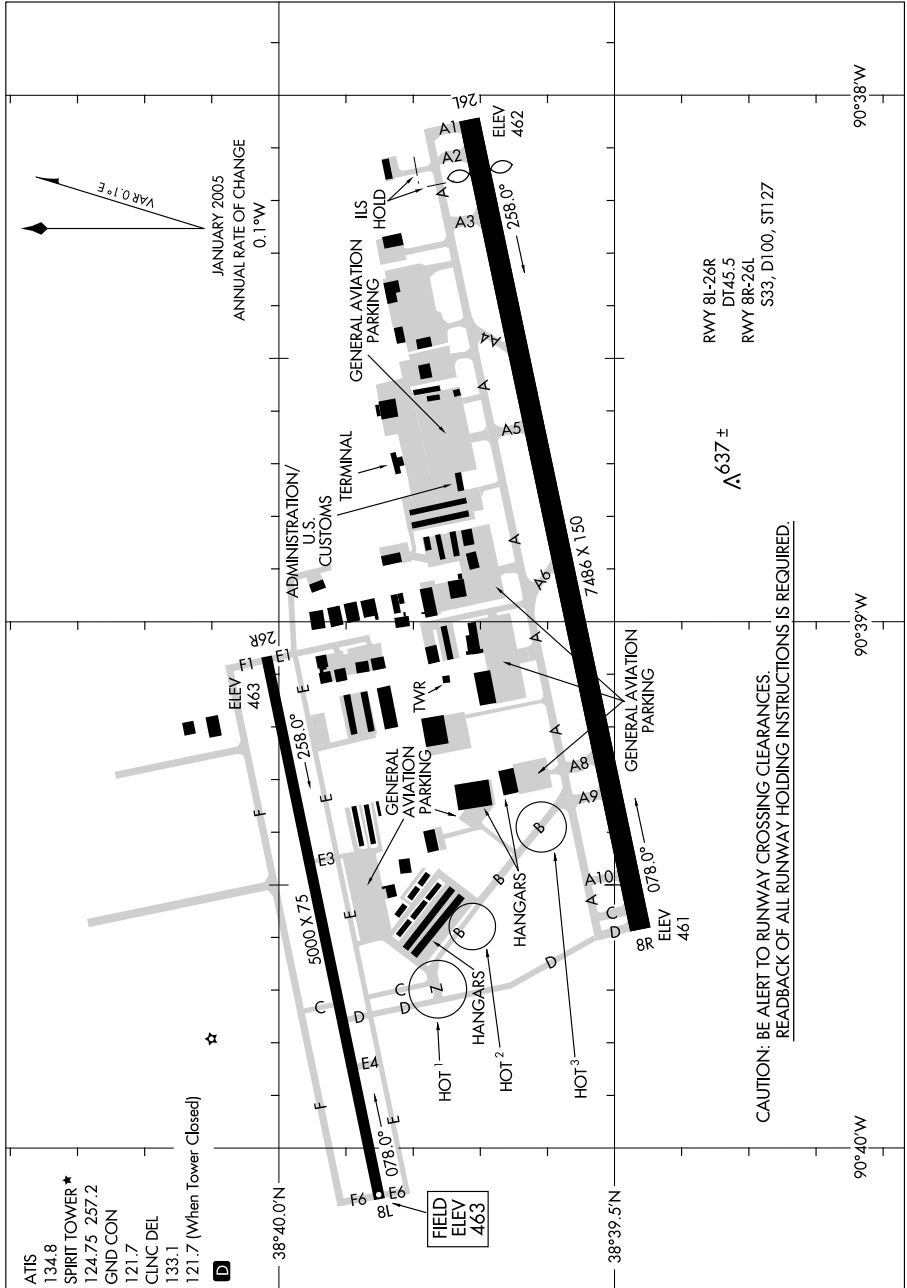 ATIS
134.8
SPIRIT TOWER ★
124.75 257.2
GND CON
121.7
CLNC DEL
133.1
121.7 (When Tower Closed)
D
VAR 0.1°E
JANUARY 2005
ANNUAL RATE OF CHANGE
0.1°W
38°40.0'N
38°39.5'N
90°40'W
90°39'W
90°38'W
FIELD
ELEV
463
8L
F6
E6
078.0°
F
E
E4
C
D
5000 X 75
F
E3
E
E
258.0°
E
ELEV
463
F1
E1
26R
C
D
D
Z
HOT 1
B
HOT 2
B
B
HOT 3
HANGARS
HANGARS
GENERAL
AVIATION
PARKING
TWR
ADMINISTRATION/
U.S.
CUSTOMS
TERMINAL
GENERAL AVIATION
PARKING
ILS
HOLD
GENERAL AVIATION
PARKING
D
C
A
A10
A9
A8
A
A
A6
A
A5
A
A4
A3
A
A2
A1
26L
ELEV
462
258.0°
7486 X 150
078.0°
8R
ELEV
461
637 ±
RWY 8L-26R
DT45.5
RWY 8R-26L
S33, D100, ST127
CAUTION: BE ALERT TO RUNWAY CROSSING CLEARANCES.
READBACK OF ALL RUNWAY HOLDING INSTRUCTIONS IS REQUIRED.